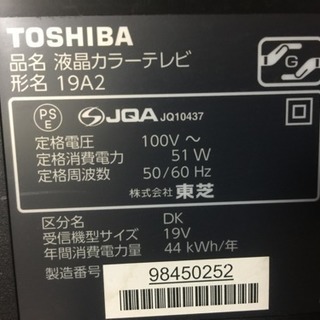 TOSHIBA
品名 液晶カラーテレビ
形名 19A2
G
PS
E
JQA JQ10437
定格電圧 100V ～
定格消費電力 51W
定格周波数 50/60 Hz
株式会社 東芝
区分名 DK
受信機型サイズ 19V
年間消費電力量 44 kWh/年
製造番号 98450252